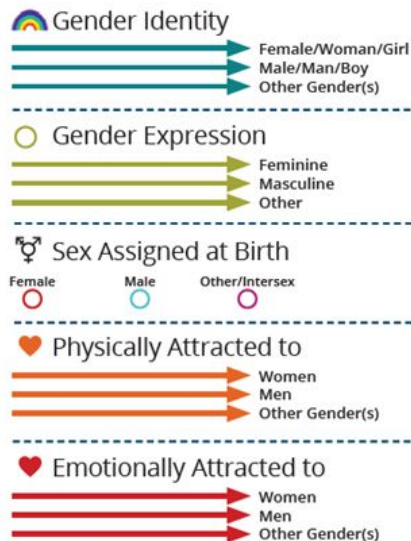 Gender Identity
Female/Woman/Girl
Male/Man/Boy
Other Gender(s)
Gender Expression
Feminine
Masculine
Other
Sex Assigned at Birth
Female Male Other/Intersex
Physically Attracted to
Women
Men
Other Gender(s)
Emotionally Attracted to
Women
Men
Other Gender(s)